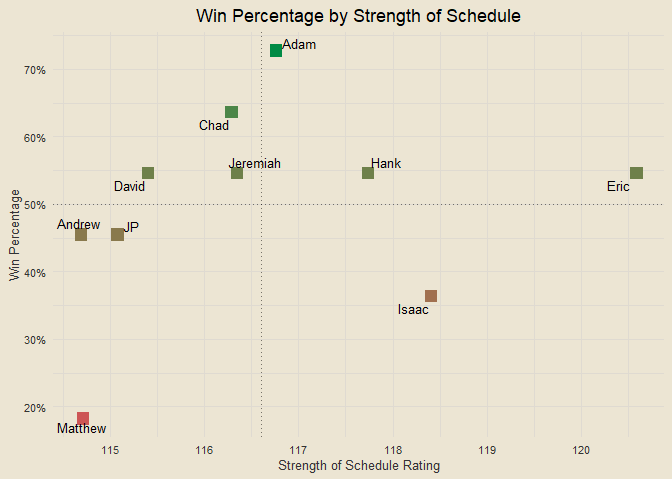 Win Percentage by Strength of Schedule
Adam
70%
Chad
60%
Jeremiah
Hank
David
Eric
50%
Andrew
JP
Win Percentage
40%
Isaac
30%
20%
Matthew
115
116
117
118
119
120
Strength of Schedule Rating